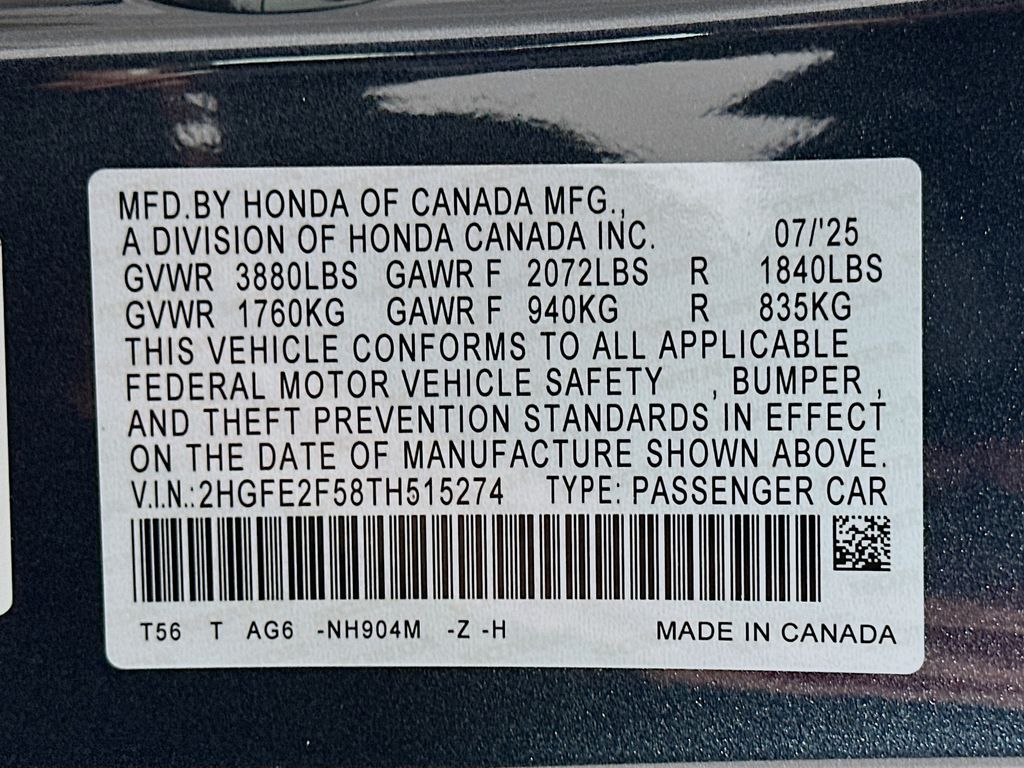 MFD.BY HONDA OF CANADA MFG.,
A DIVISION OF HONDA CANADA INC. 07/'25
GVWR 3880LBS GAWR F 2072LBS R 1840LBS
GVWR 1760KG GAWR F 940KG R 835KG
THIS VEHICLE CONFORMS TO ALL APPLICABLE
FEDERAL MOTOR VEHICLE SAFETY , BUMPER ,
AND THEFT PREVENTION STANDARDS IN EFFECT
ON THE DATE OF MANUFACTURE SHOWN ABOVE.
V.I.N.:2HGFE2F58TH515274 TYPE: PASSENGER CAR
T56 T AG6 -NH904M -Z -H MADE IN CANADA